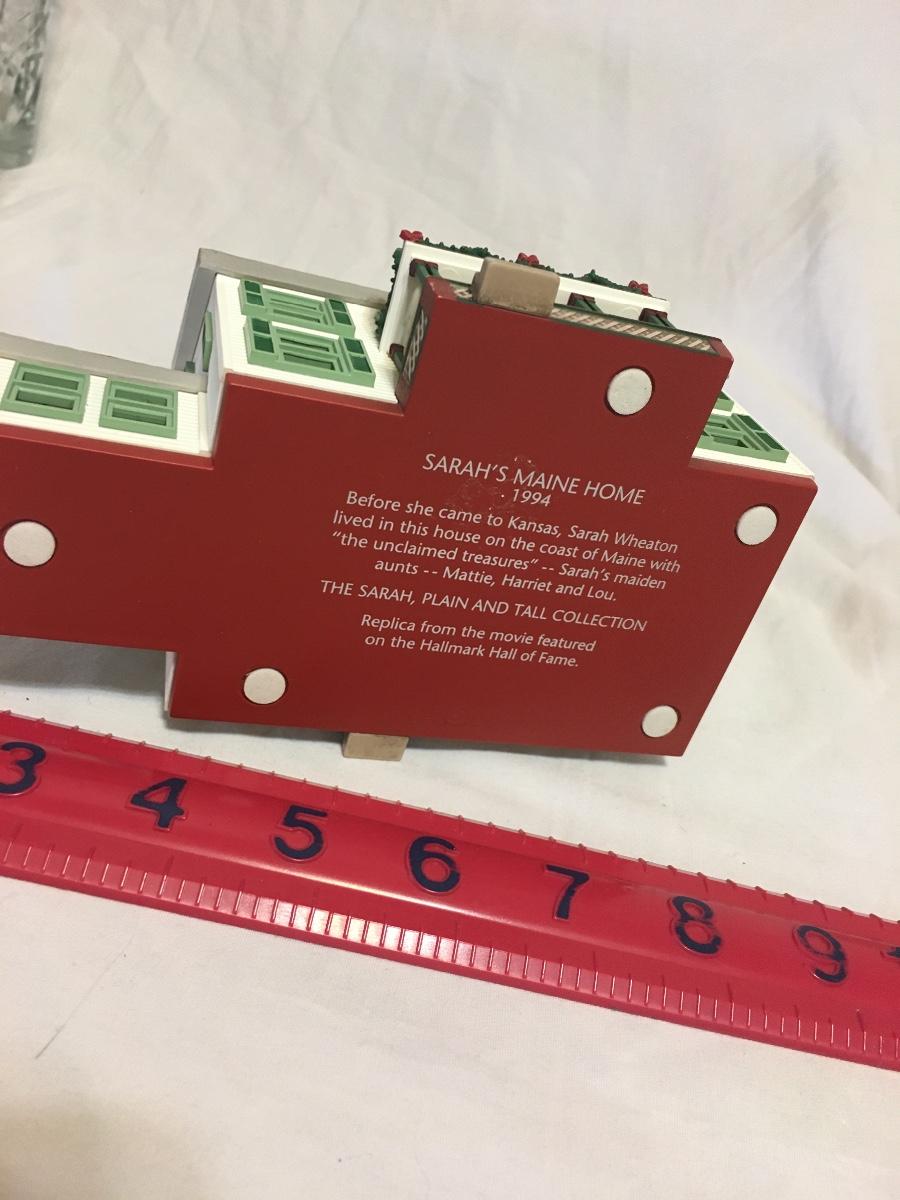 SARAH'S MAINE HOME
1994
Before she came to Kansas, Sarah Wheaton
lived in this house on the coast of Maine with
"the unclaimed treasures" -- Sarah's maiden
aunts -- Mattie, Harriet and Lou.
THE SARAH, PLAIN AND TALL COLLECTION
Replica from the movie featured
on the Hallmark Hall of Fame.
3 4 5 6 7 8 9